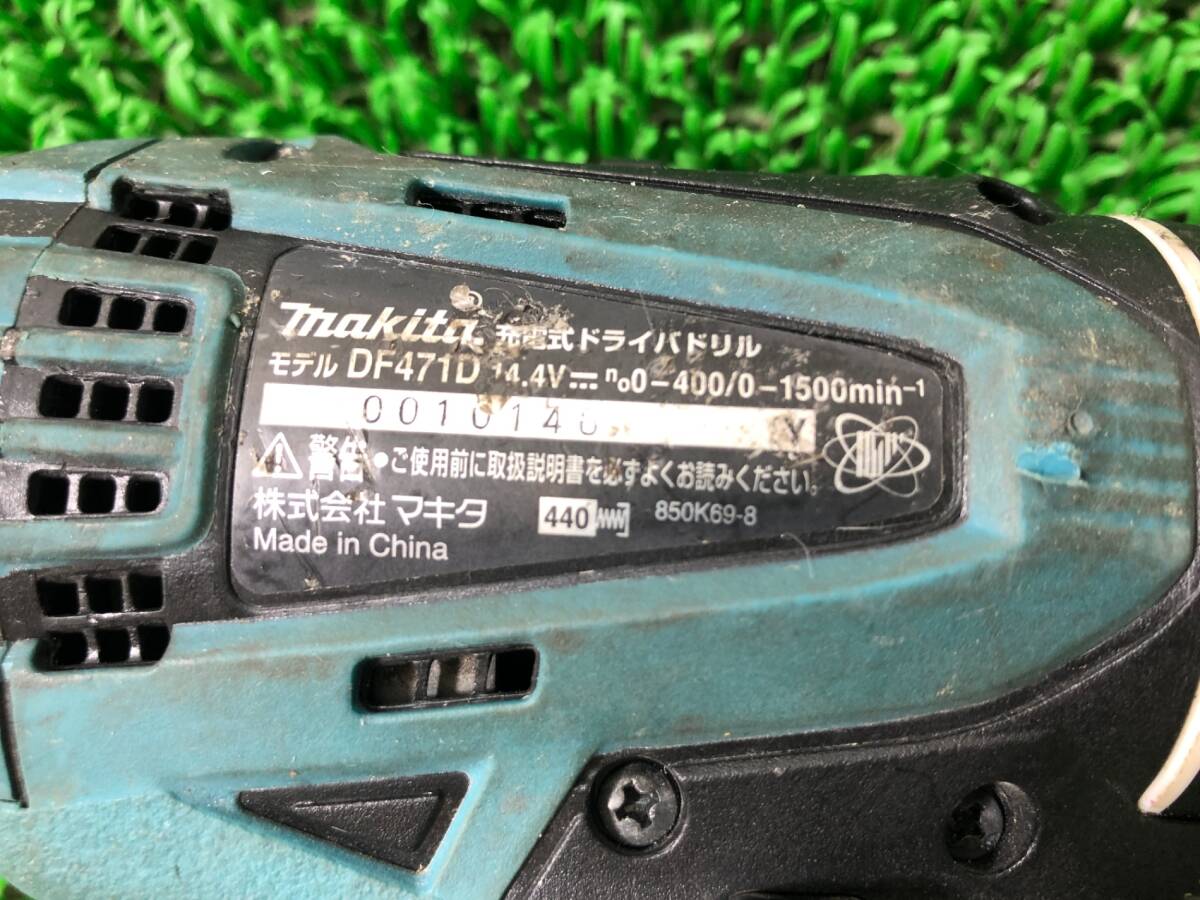 makita 充電式ドライバドリル
モデル DF471D 14.4V⎓ n₀0-400/0-1500min⁻¹
001014 Y
警告 ●ご使用前に取扱説明書を必ずよくお読みください。
株式会社 マキタ 440 850K69-8
Made in China